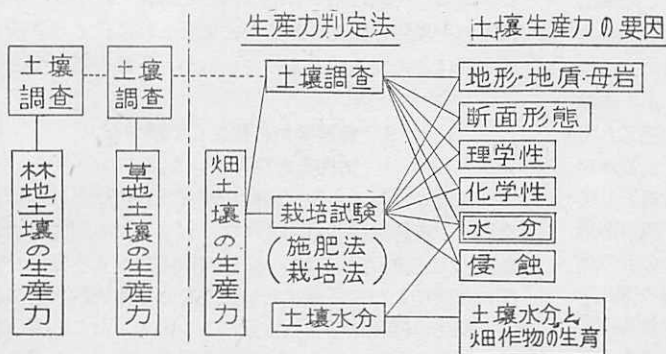 生産力判定法
土壌生産力の要因
土壌
調査
土壌
調査
土壌調査
地形・地質・母岩
断面形態
理学性
化学性
水分
侵蝕
林地土壌の生産力
草地土壌の生産力
畑土壌の生産力
栽培試験
(施肥法
栽培法)
土壌水分
土壌水分と
畑作物の生育